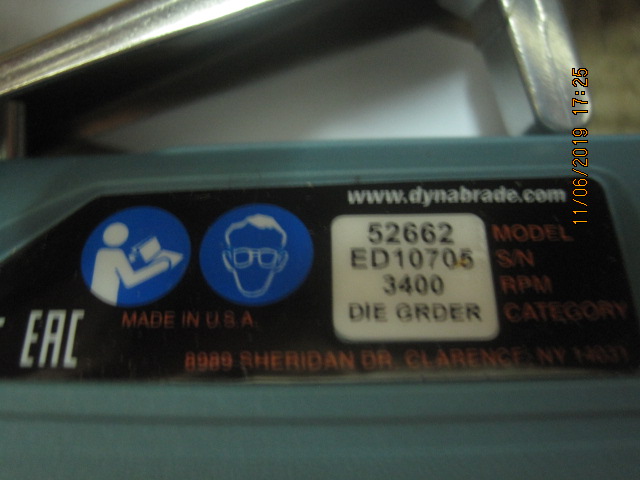 www.dynabrade.com
52662 MODEL
ED10705 S/N
3400 RPM
DIE GRDER CATEGORY
MADE IN U.S.A.
EAC
8989 SHERIDAN DR. CLARENCE, NY 14031
11/06/2019 17:25